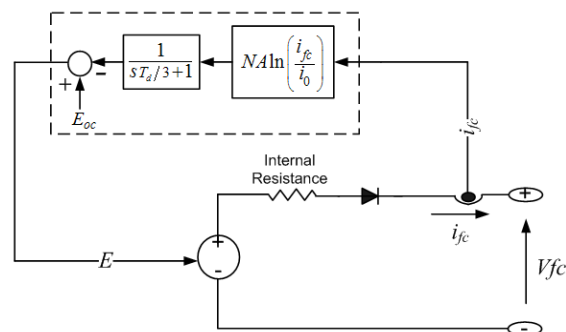 1
sT_d/3+1
NA ln(i_fc/i_0)
+
-
E_oc
i_fc
Internal
Resistance
+
E
+
-
i_fc
Vfc
-